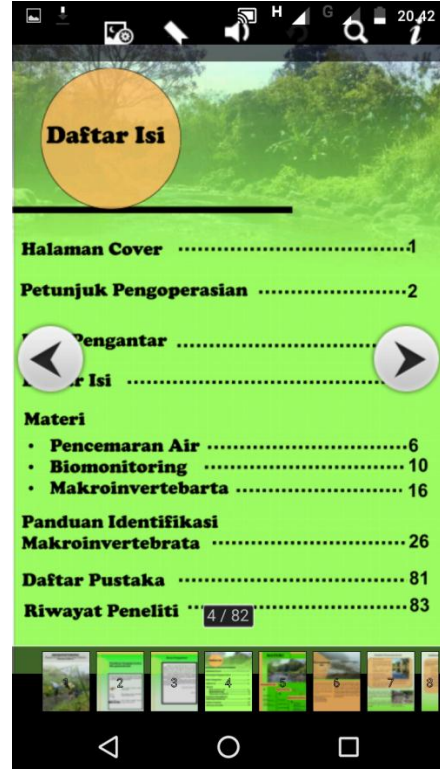 H G 20.42
Daftar Isi
Halaman Cover ........................................1
Petunjuk Pengoperasian ..........................2
Pengantar ........................................
Isi ........................................
Materi
• Pencemaran Air ...................................6
• Biomonitoring ...................................10
• Makroinvertebarta .............................16
Panduan Identifikasi
Makroinvertebrata .................................26
Daftar Pustaka ......................................81
Riwayat Peneliti ....................................83
4 / 82
1 2 3 4 5 6 7 8